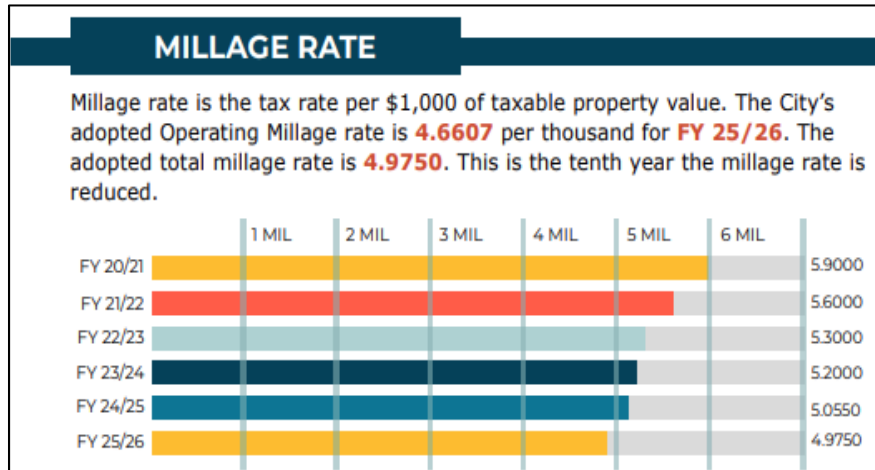 MILLAGE RATE
Millage rate is the tax rate per $1,000 of taxable property value. The City's
adopted Operating Millage rate is 4.6607 per thousand for FY 25/26. The
adopted total millage rate is 4.9750. This is the tenth year the millage rate is
reduced.
1 MIL 2 MIL 3 MIL 4 MIL 5 MIL 6 MIL
FY 20/21 5.9000
FY 21/22 5.6000
FY 22/23 5.3000
FY 23/24 5.2000
FY 24/25 5.0550
FY 25/26 4.9750